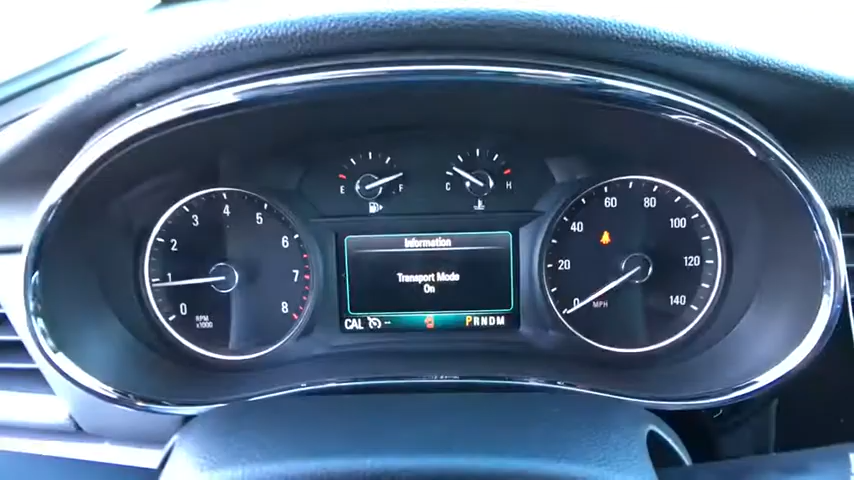 E F
C H
0 1 2 3 4 5 6 7 8
RPM
x1000
Information
Transport Mode
On
CAL -- PRNDM
0 20 40 60 80 100 120 140
MPH